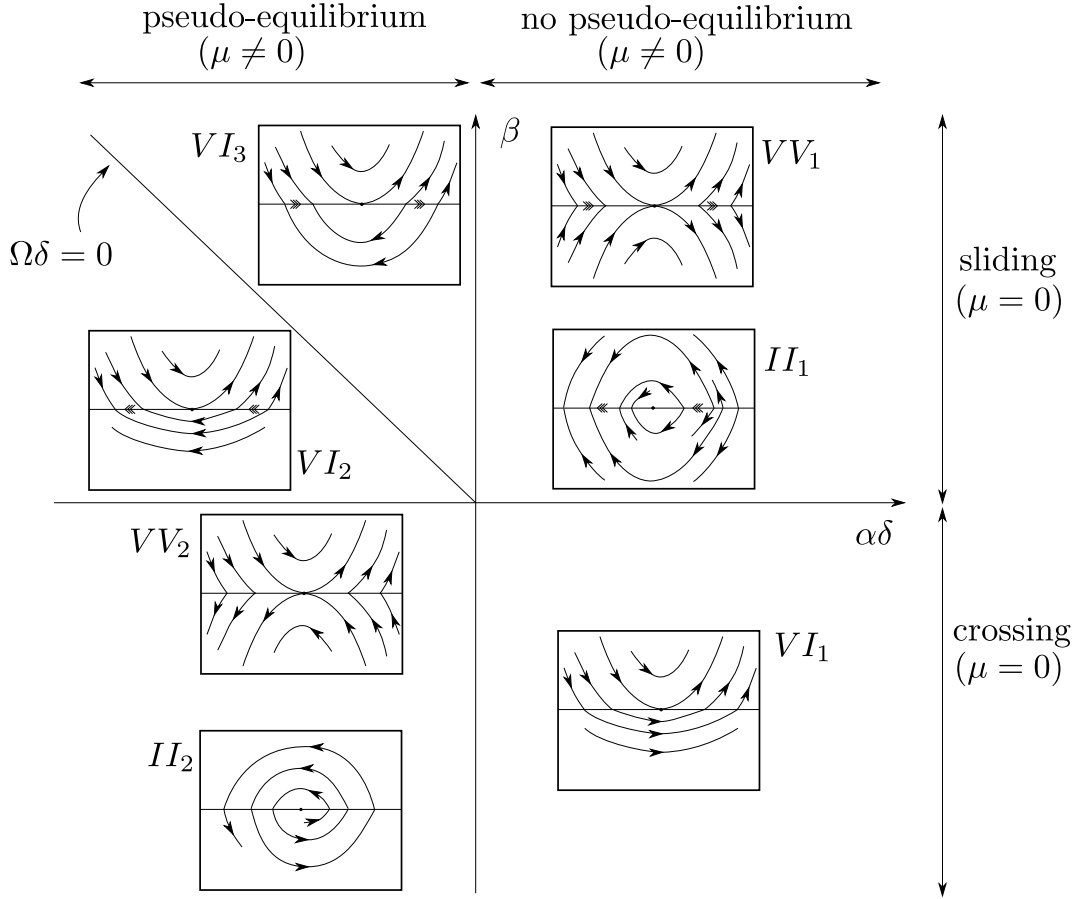 pseudo-equilibrium
(μ ≠ 0)
no pseudo-equilibrium
(μ ≠ 0)
β
VI₃
VV₁
Ωδ = 0
sliding
(μ = 0)
II₁
VI₂
αδ
VV₂
crossing
(μ = 0)
VI₁
II₂